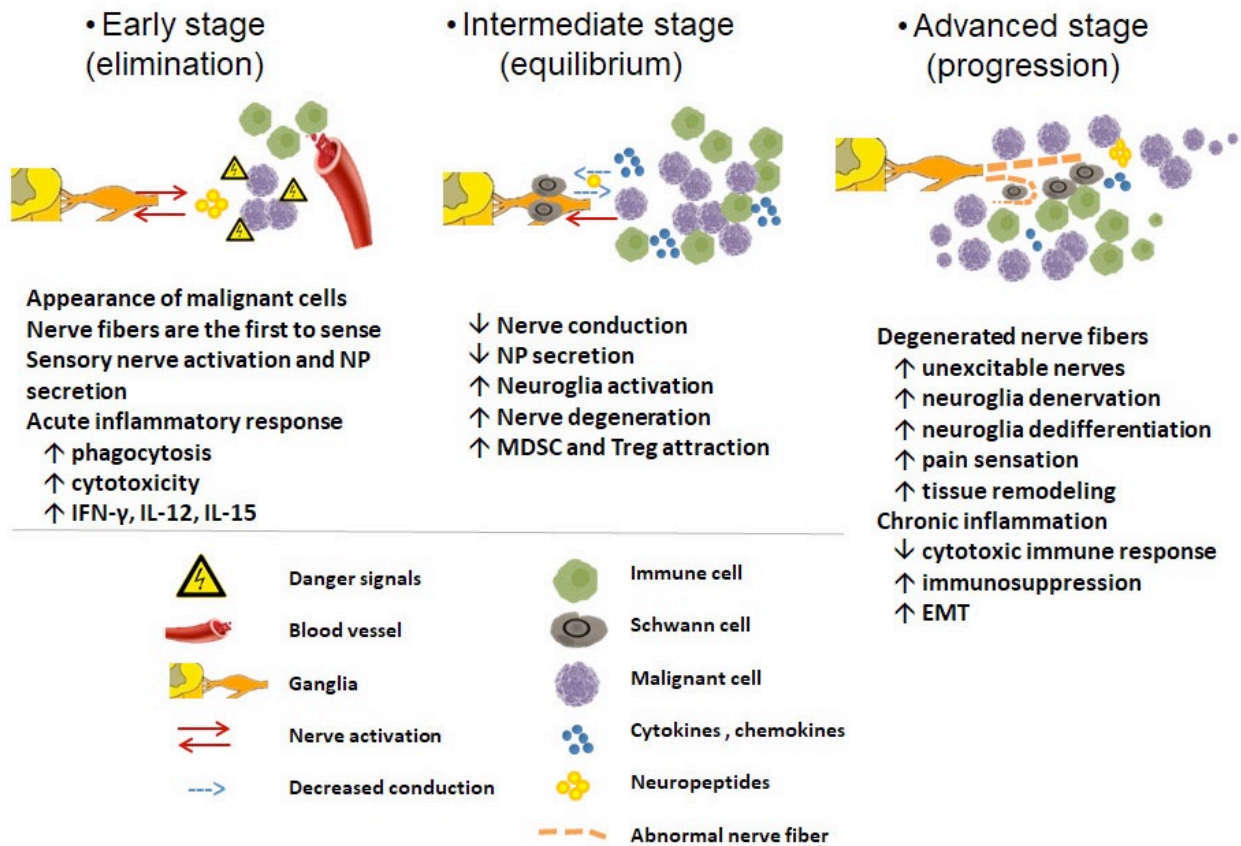 • Early stage
(elimination)
• Intermediate stage
(equilibrium)
• Advanced stage
(progression)
Appearance of malignant cells
Nerve fibers are the first to sense
Sensory nerve activation and NP
secretion
Acute inflammatory response
↑ phagocytosis
↑ cytotoxicity
↑ IFN-γ, IL-12, IL-15
↓ Nerve conduction
↓ NP secretion
↑ Neuroglia activation
↑ Nerve degeneration
↑ MDSC and Treg attraction
Degenerated nerve fibers
↑ unexcitable nerves
↑ neuroglia denervation
↑ neuroglia dedifferentiation
↑ pain sensation
↑ tissue remodeling
Chronic inflammation
↓ cytotoxic immune response
↑ immunosuppression
↑ EMT
Danger signals
Blood vessel
Ganglia
Nerve activation
Decreased conduction
Immune cell
Schwann cell
Malignant cell
Cytokines , chemokines
Neuropeptides
Abnormal nerve fiber